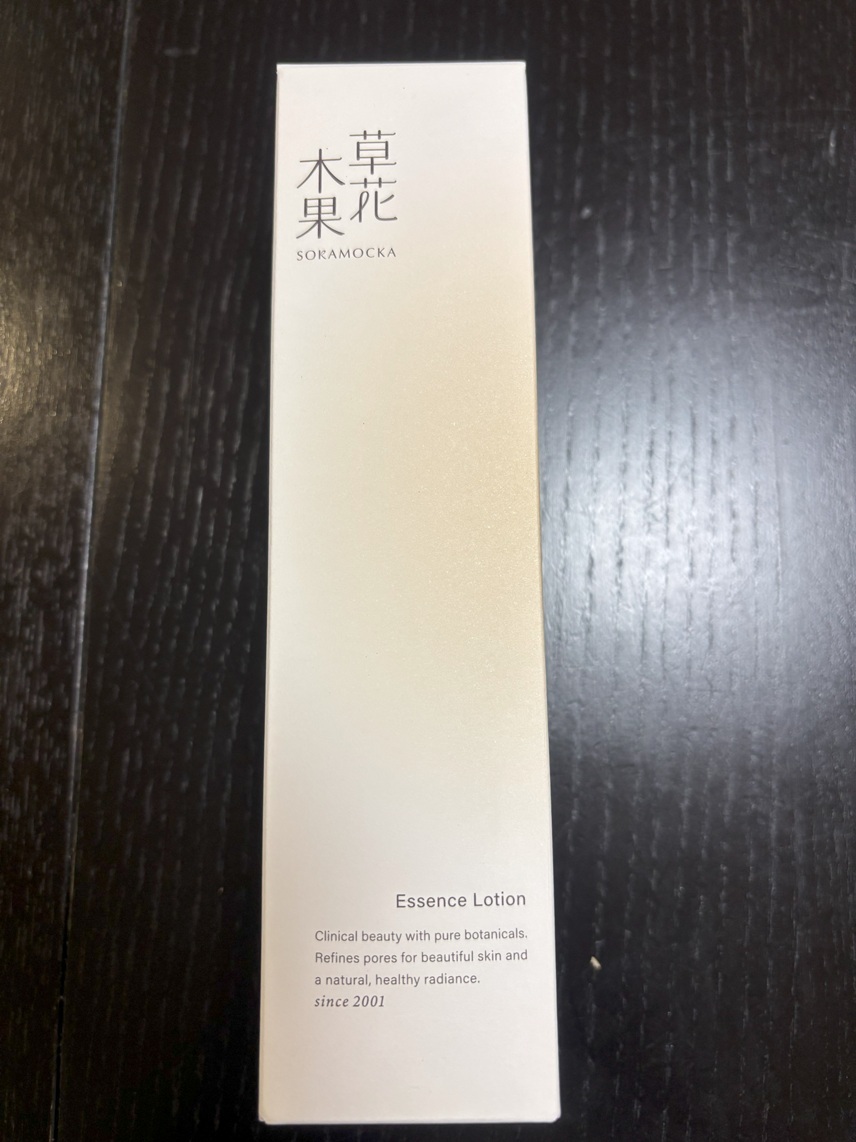 草花
木果
SOKAMOCKA
Essence Lotion
Clinical beauty with pure botanicals.
Refines pores for beautiful skin and
a natural, healthy radiance.
since 2001